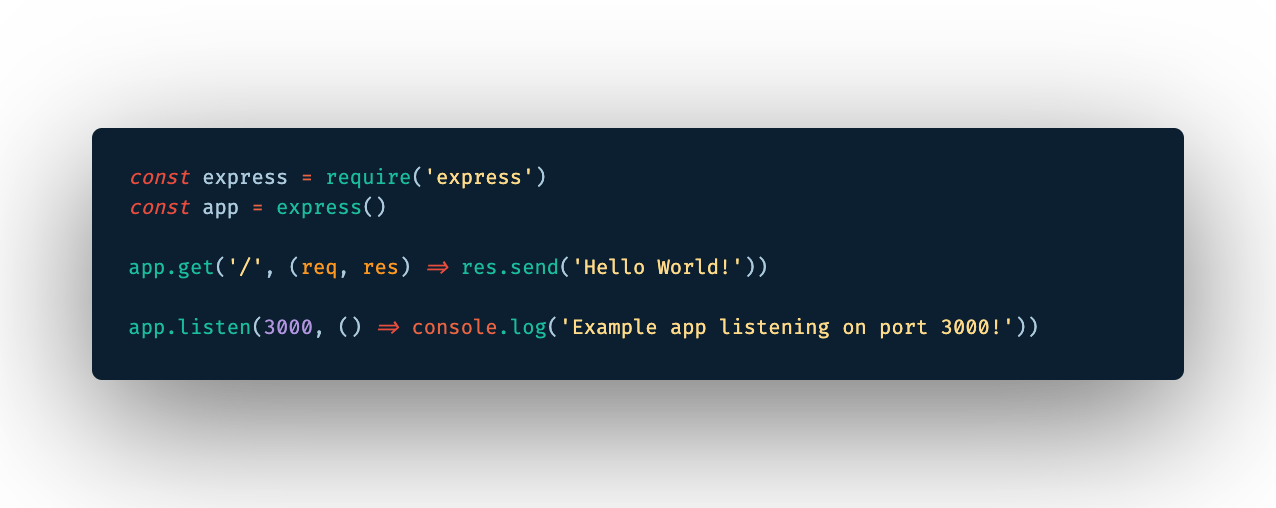 const express = require('express')
const app = express()
app.get('/', (req, res) => res.send('Hello World!'))
app.listen(3000, () => console.log('Example app listening on port 3000!'))